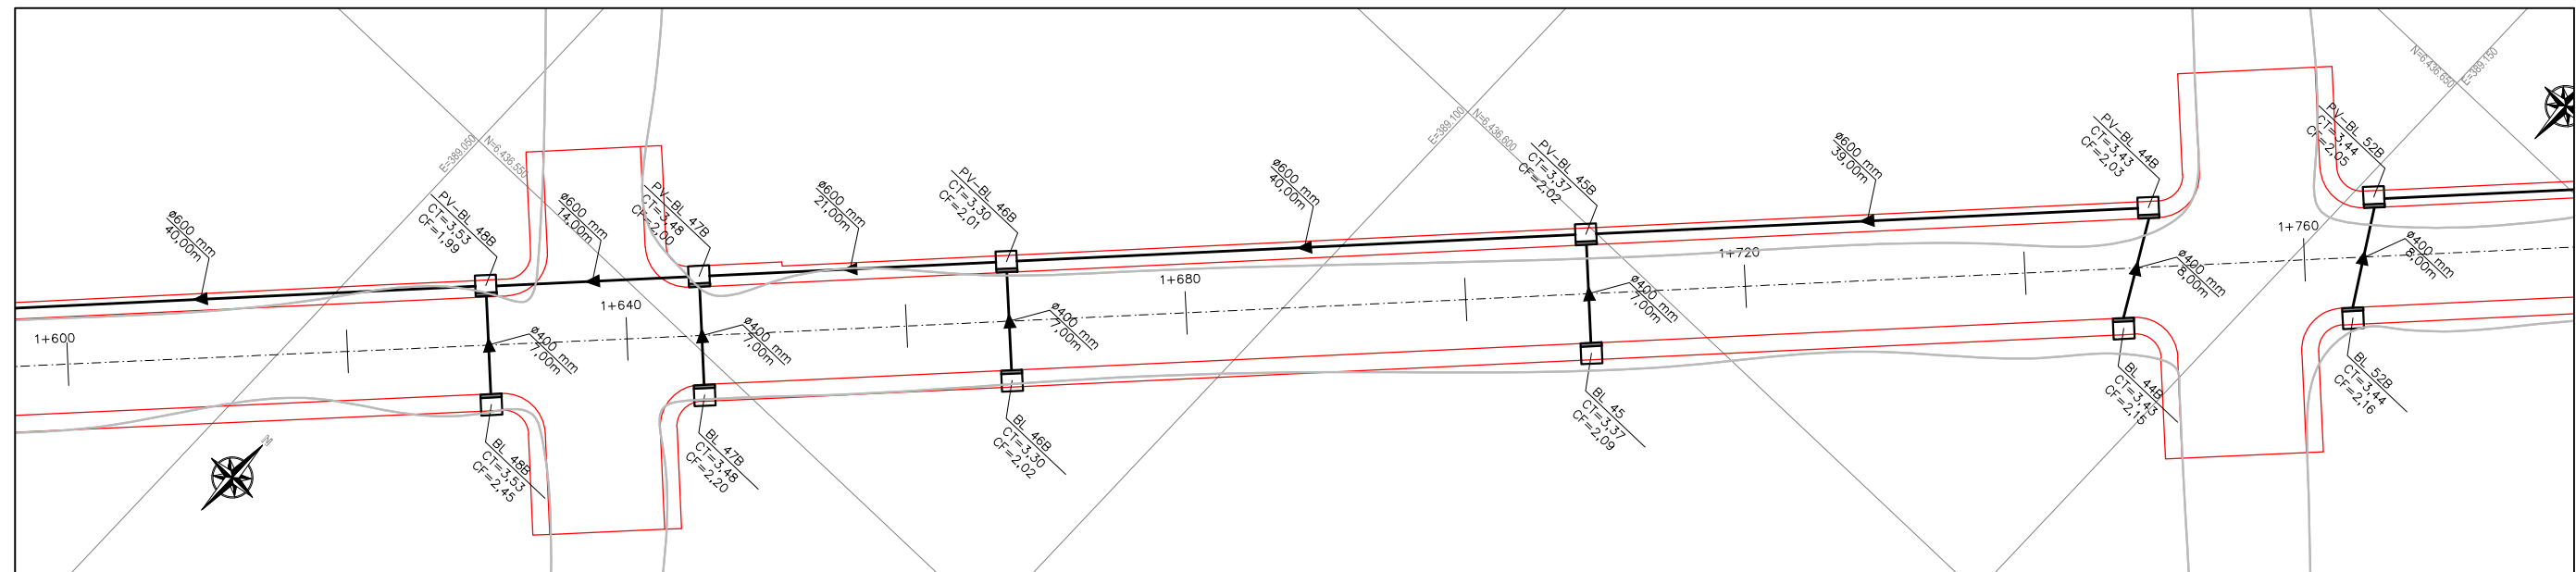 ø600 mm
40,00m
PV-BL 48B
CT=3,53
CF=1,99
E=389.050
N=6.436.550
ø600 mm
14,00m
PV-BL 47B
CT=3,48
CF=2,00
ø600 mm
21,00m
PV-BL 46B
CT=3,30
CF=2,01
ø600 mm
40,00m
E=389.100
N=6.436.600
PV-BL 45B
CT=3,37
CF=2,02
ø600 mm
39,00m
PV-BL 44B
CT=3,43
CF=2,03
PV-BL 52B
CT=3,44
CF=2,05
N=6.436.650
E=389.150
1+600
1+640
1+680
1+720
1+760
ø400 mm
7,00m
ø400 mm
7,00m
ø400 mm
7,00m
ø400 mm
7,00m
ø400 mm
8,00m
ø400 mm
8,00m
N
BL 48B
CT=3,53
CF=2,45
BL 47B
CT=3,48
CF=2,20
BL 46B
CT=3,30
CF=2,02
BL 45
CT=3,37
CF=2,09
BL 44B
CT=3,43
CF=2,15
BL 52B
CT=3,44
CF=2,16